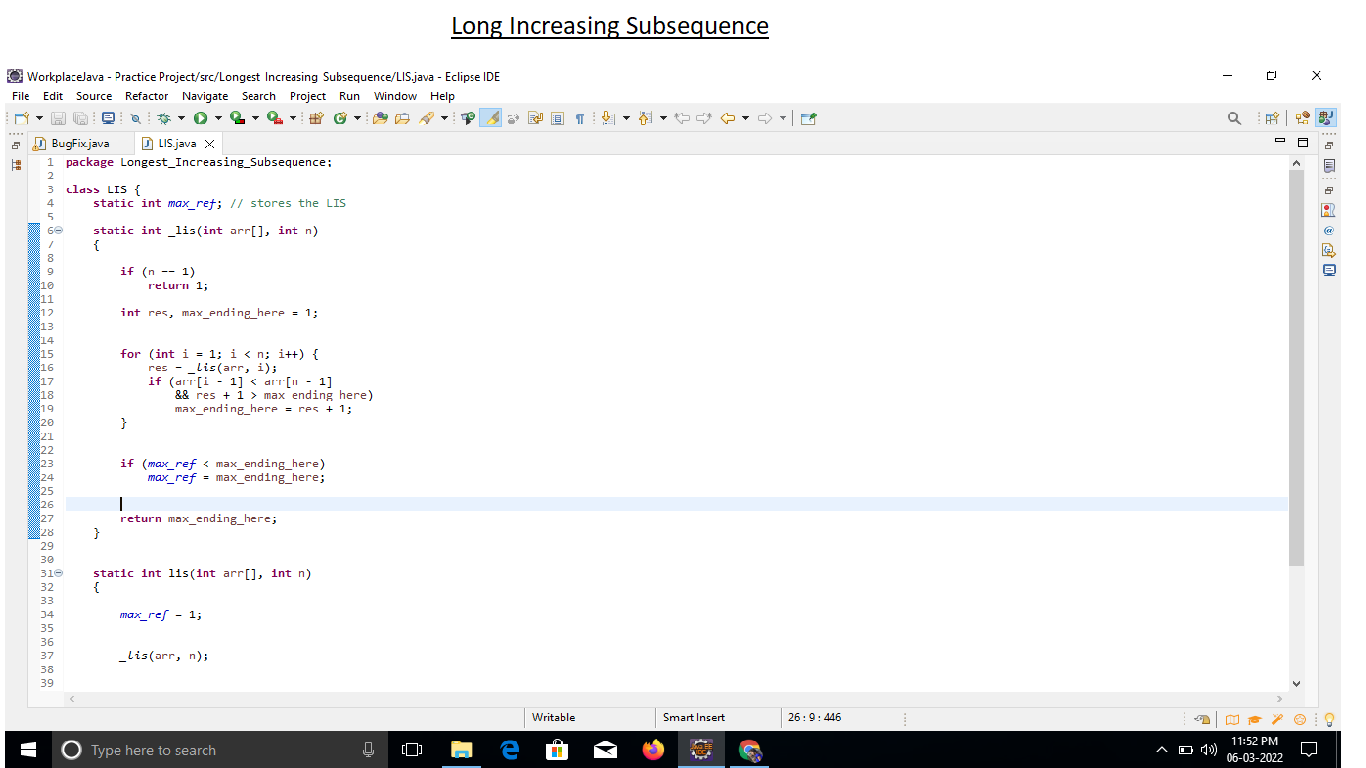 Long Increasing Subsequence
WorkplaceJava - Practice Project/src/Longest_Increasing_Subsequence/LIS.java - Eclipse IDE
File Edit Source Refactor Navigate Search Project Run Window Help
BugFix.java LIS.java
1 package Longest_Increasing_Subsequence;
2
3 class LIS {
4 static int max_ref; // stores the LIS
5
6 static int _lis(int arr[], int n)
7 {
8
9 if (n == 1)
10 return 1;
11
12 int res, max_ending_here = 1;
13
14
15 for (int i = 1; i < n; i++) {
16 res = _lis(arr, i);
17 if (arr[i - 1] < arr[n - 1]
18 && res + 1 > max_ending_here)
19 max_ending_here = res + 1;
20 }
21
22
23 if (max_ref < max_ending_here)
24 max_ref = max_ending_here;
25
26
27 return max_ending_here;
28 }
29
30
31 static int lis(int arr[], int n)
32 {
33
34 max_ref = 1;
35
36
37 _lis(arr, n);
38
39
Writable Smart Insert 26 : 9 : 446
Type here to search
11:52 PM
06-03-2022